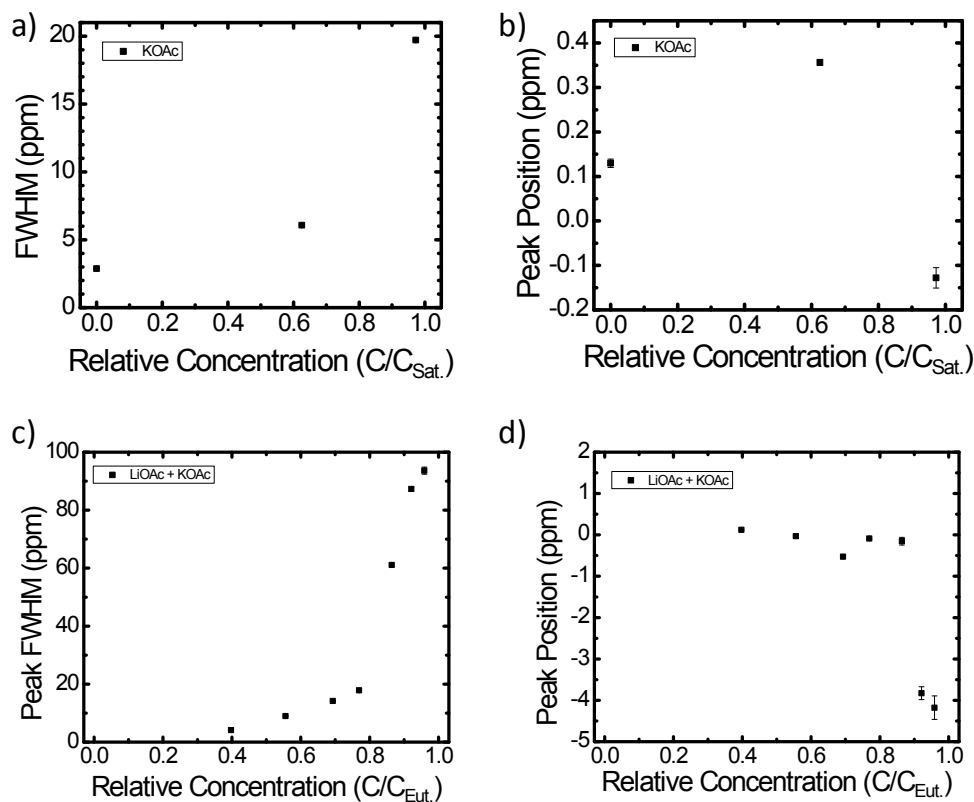 a)
KOAc
20
15
10
5
0
FWHM (ppm)
0.0 0.2 0.4 0.6 0.8 1.0
Relative Concentration (C/CSat.)
b)
KOAc
0.4
0.3
0.2
0.1
0.0
-0.1
-0.2
Peak Position (ppm)
0.0 0.2 0.4 0.6 0.8 1.0
Relative Concentration (C/CSat.)
c)
LiOAc + KOAc
100
80
60
40
20
0
Peak FWHM (ppm)
0.0 0.2 0.4 0.6 0.8 1.0
Relative Concentration (C/CEut.)
d)
LiOAc + KOAc
2
1
0
-1
-2
-3
-4
-5
Peak Position (ppm)
0.0 0.2 0.4 0.6 0.8 1.0
Relative Concentration (C/CEut.)